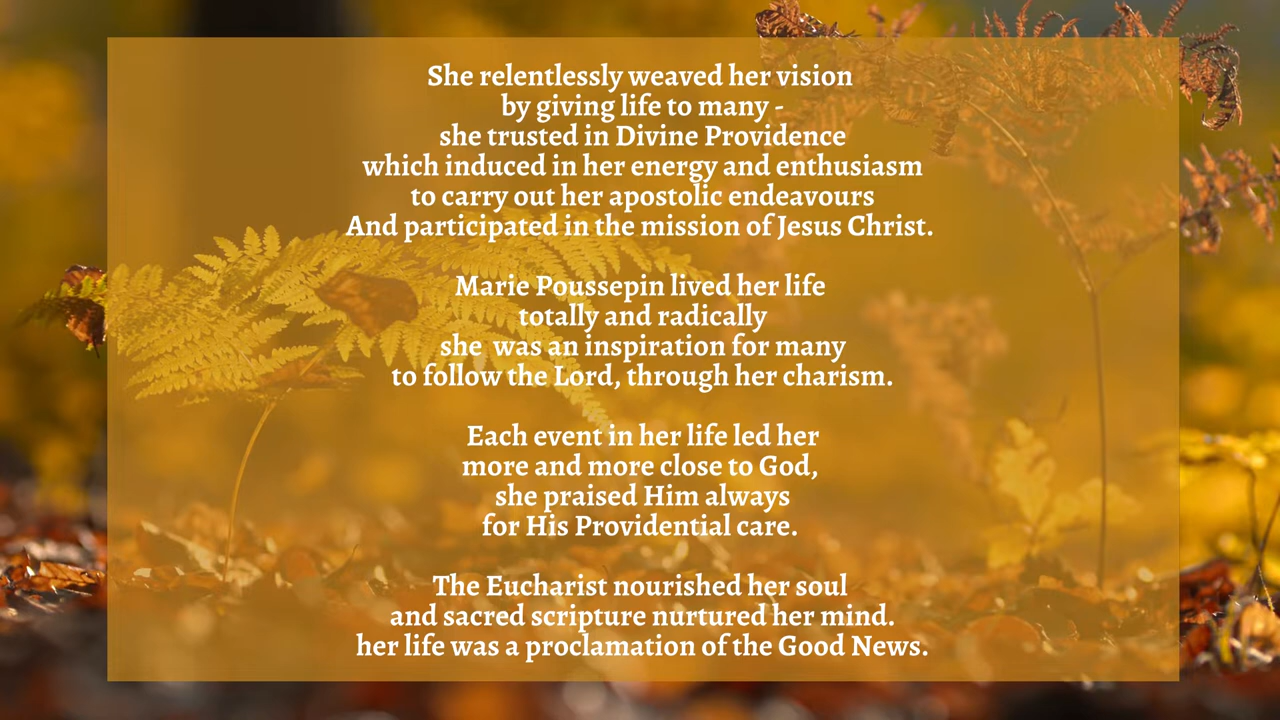 She relentlessly weaved her vision
by giving life to many -
she trusted in Divine Providence
which induced in her energy and enthusiasm
to carry out her apostolic endeavours
And participated in the mission of Jesus Christ.
Marie Poussepin lived her life
totally and radically
she  was an inspiration for many
to follow the Lord, through her charism.
Each event in her life led her
more and more close to God,
she praised Him always
for His Providential care.
The Eucharist nourished her soul
and sacred scripture nurtured her mind.
her life was a proclamation of the Good News.